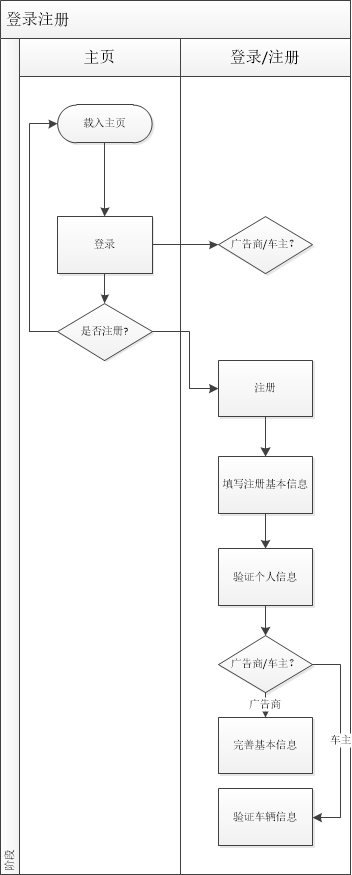 登录注册
主页
登录/注册
载入主页
登录
广告商/车主?
是否注册?
注册
填写注册基本信息
验证个人信息
广告商/车主?
广告商
车主
完善基本信息
验证车辆信息
阶段